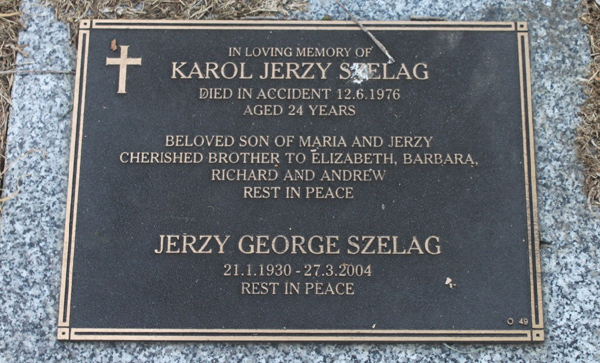 IN LOVING MEMORY OF
KAROL JERZY SZELAG
DIED IN ACCIDENT 12.6.1976
AGED 24 YEARS
BELOVED SON OF MARIA AND JERZY
CHERISHED BROTHER TO ELIZABETH, BARBARA,
RICHARD AND ANDREW
REST IN PEACE
JERZY GEORGE SZELAG
21.1.1930 - 27.3.2004
REST IN PEACE
O 49